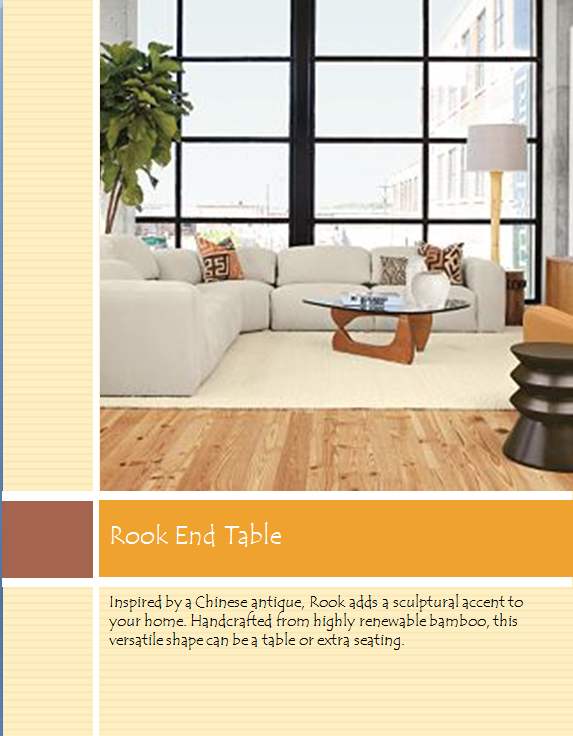 Rook End Table
Inspired by a Chinese antique, Rook adds a sculptural accent to
your home. Handcrafted from highly renewable bamboo, this
versatile shape can be a table or extra seating.